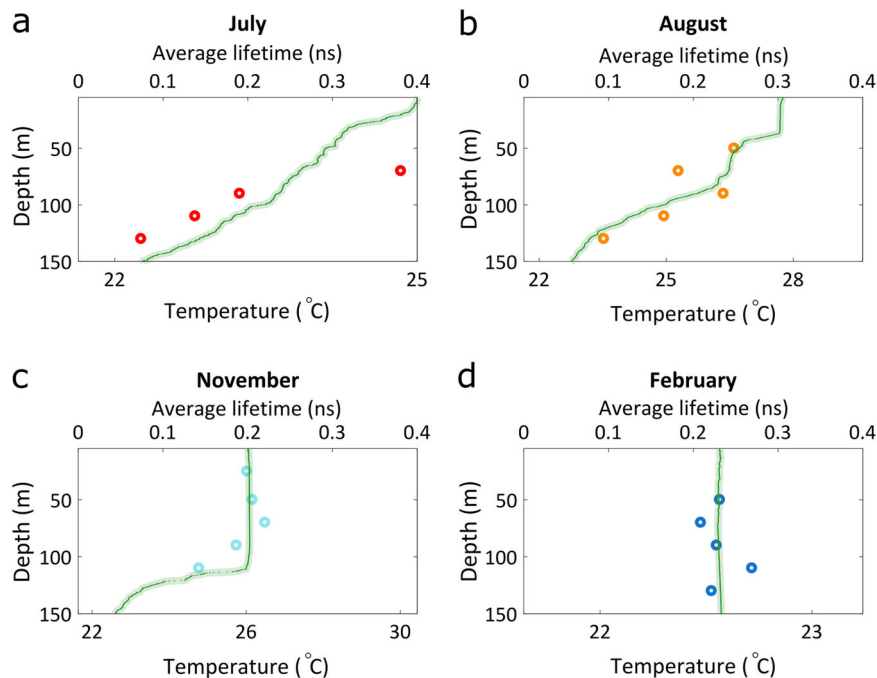 a
July
Average lifetime (ns)
0 0.1 0.2 0.3 0.4
Depth (m)
50
100
150
22 25
Temperature (°C)
b
August
Average lifetime (ns)
0 0.1 0.2 0.3 0.4
Depth (m)
50
100
150
22 25 28
Temperature (°C)
c
November
Average lifetime (ns)
0 0.1 0.2 0.3 0.4
Depth (m)
50
100
150
22 26 30
Temperature (°C)
d
February
Average lifetime (ns)
0 0.1 0.2 0.3 0.4
Depth (m)
50
100
150
22 23
Temperature (°C)